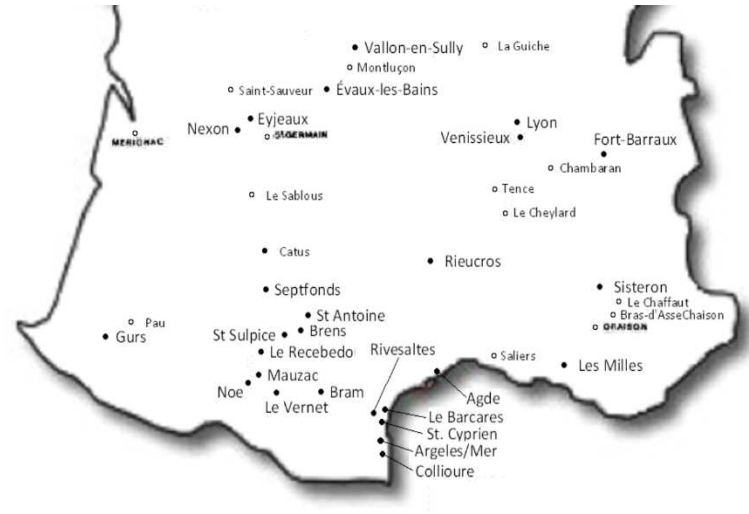 Vallon-en-Sully
La Guiche
Montluçon
Saint-Sauveur
Évaux-les-Bains
Eyjeaux
Lyon
Nexon
MERIGNAC
St GERMAIN
Venissieux
Fort-Barraux
Chambaran
Le Sablous
Tence
Le Cheylard
Catus
Rieucros
Septfonds
Sisteron
Le Chaffaut
St Antoine
Bras-d'AsseChaison
Pau
Brens
ORAISON
Gurs
St Sulpice
Le Recebedo
Rivesaltes
Saliers
Les Milles
Mauzac
Noe
Le Vernet
Bram
Agde
Le Barcares
St. Cyprien
Argeles/Mer
Collioure